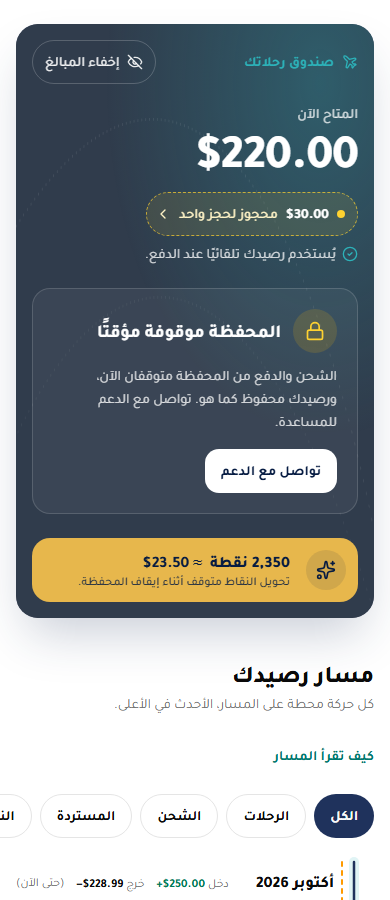 صندوق رحلاتك
إخفاء المبالغ
المتاح الآن
$220.00
$30.00 محجوز لحجز واحد
يُستخدم رصيدك تلقائيًا عند الدفع.
المحفظة موقوفة مؤقتًا
الشحن والدفع من المحفظة متوقفان الآن،
ورصيدك محفوظ كما هو. تواصل مع الدعم
للمساعدة.
تواصل مع الدعم
2,350 نقطة ≈ $23.50
تحويل النقاط متوقف أثناء إيقاف المحفظة.
مسار رصيدك
كل حركة محطة على المسار، الأحدث في الأعلى.
كيف تقرأ المسار
الكل الرحلات الشحن المستردة
أكتوبر 2026 دخل +$250.00 خرج −$228.99 (حتى الآن)